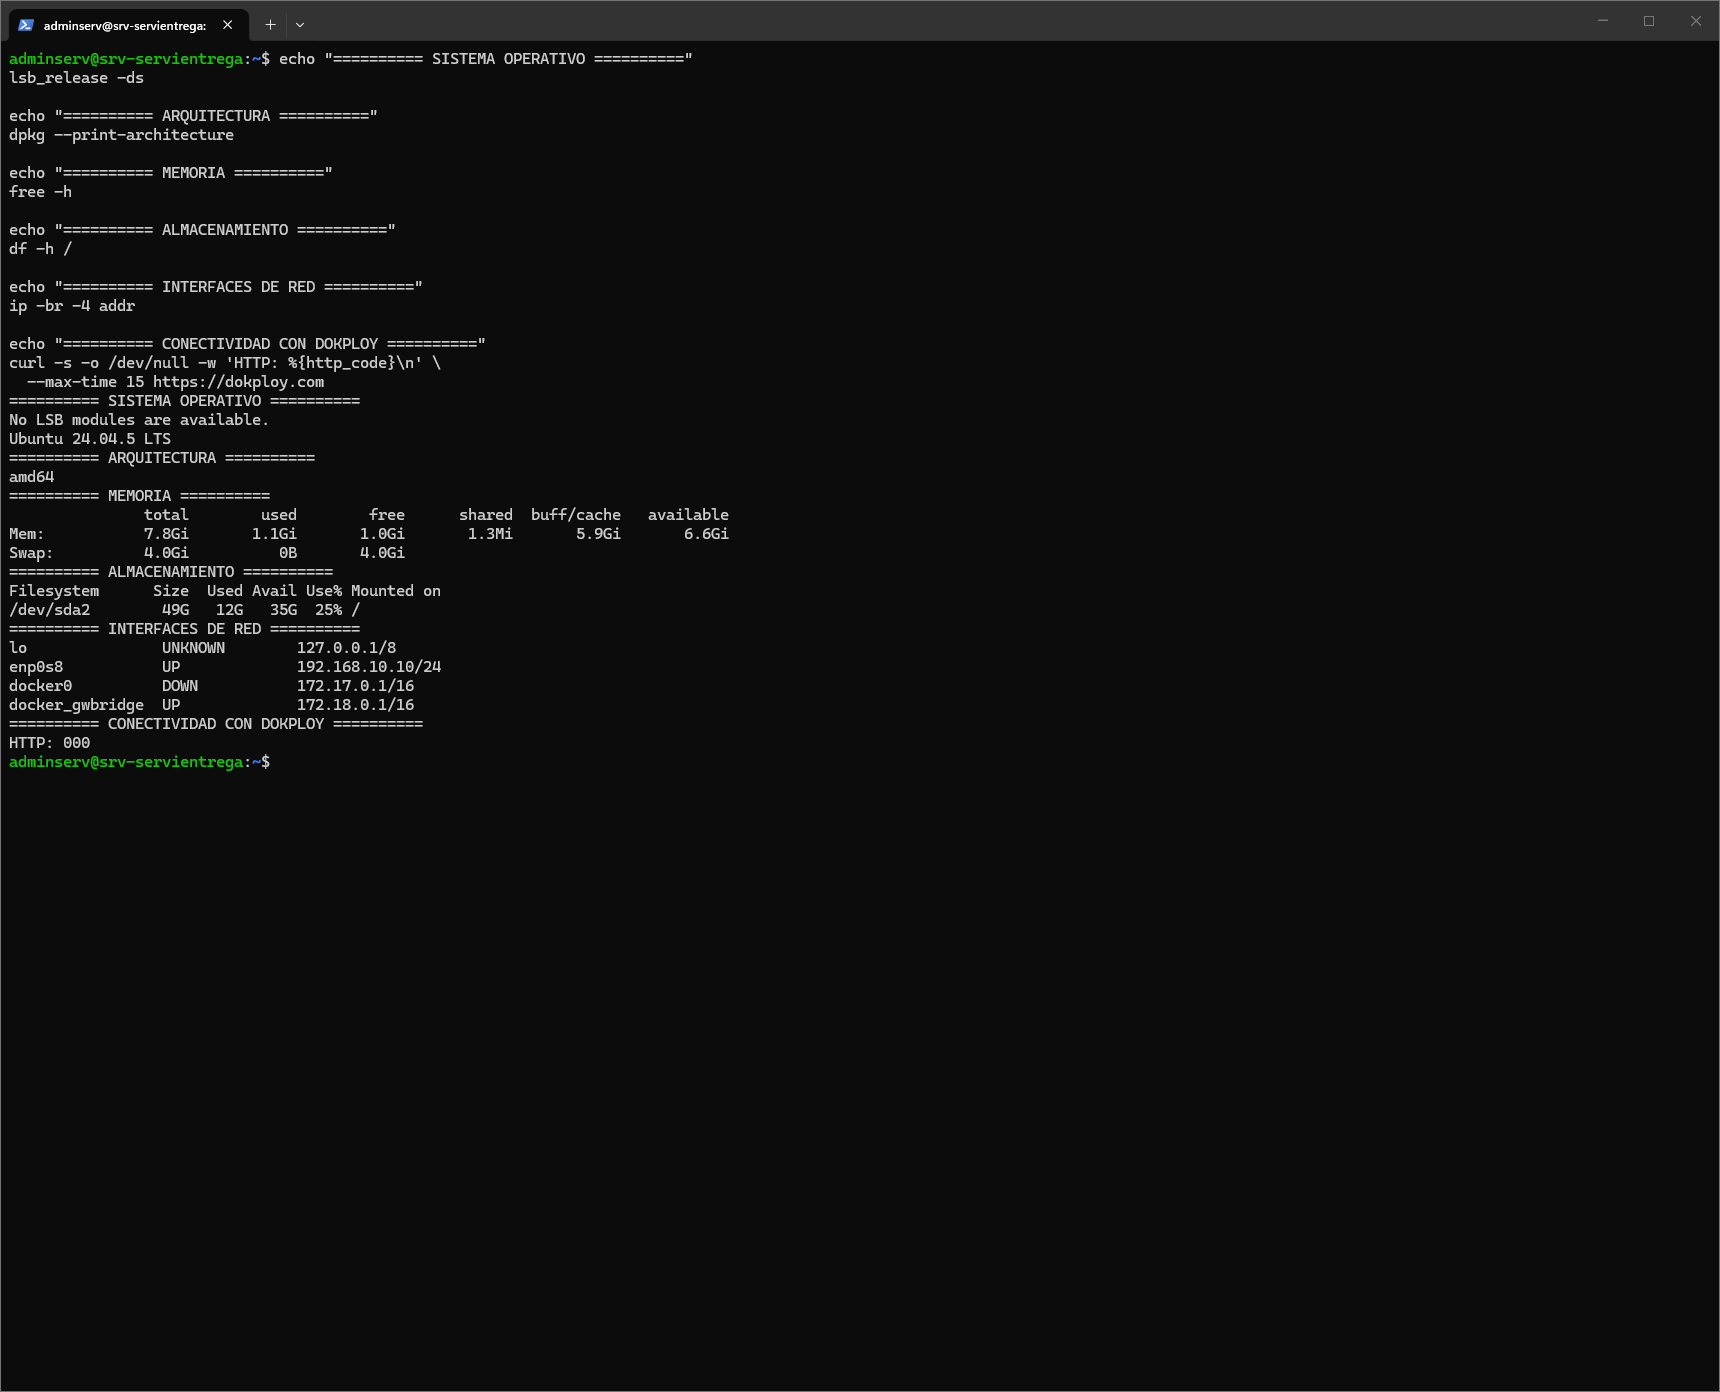 adminserv@srv-servientrega:
adminserv@srv-servientrega:~$ echo "========== SISTEMA OPERATIVO =========="
lsb_release -ds
echo "========== ARQUITECTURA =========="
dpkg --print-architecture
echo "========== MEMORIA =========="
free -h
echo "========== ALMACENAMIENTO =========="
df -h /
echo "========== INTERFACES DE RED =========="
ip -br -4 addr
echo "========== CONECTIVIDAD CON DOKPLOY =========="
curl -s -o /dev/null -w 'HTTP: %{http_code}\n' \
  --max-time 15 https://dokploy.com
========== SISTEMA OPERATIVO ==========
No LSB modules are available.
Ubuntu 24.04.5 LTS
========== ARQUITECTURA ==========
amd64
========== MEMORIA ==========
               total        used        free      shared  buff/cache   available
Mem:           7.8Gi       1.1Gi       1.0Gi       1.3Mi       5.9Gi       6.6Gi
Swap:          4.0Gi          0B       4.0Gi
========== ALMACENAMIENTO ==========
Filesystem      Size  Used Avail Use% Mounted on
/dev/sda2        49G   12G   35G  25% /
========== INTERFACES DE RED ==========
lo               UNKNOWN        127.0.0.1/8
enp0s8           UP             192.168.10.10/24
docker0          DOWN           172.17.0.1/16
docker_gwbridge  UP             172.18.0.1/16
========== CONECTIVIDAD CON DOKPLOY ==========
HTTP: 000
adminserv@srv-servientrega:~$